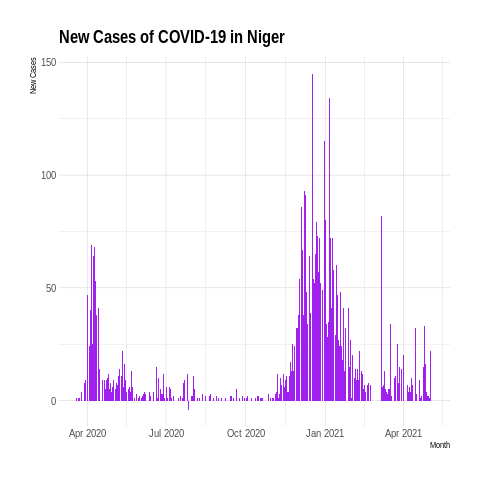 New Cases of COVID-19 in Niger
New Cases
150
100
50
0
Apr 2020
Jul 2020
Oct 2020
Jan 2021
Apr 2021
Month